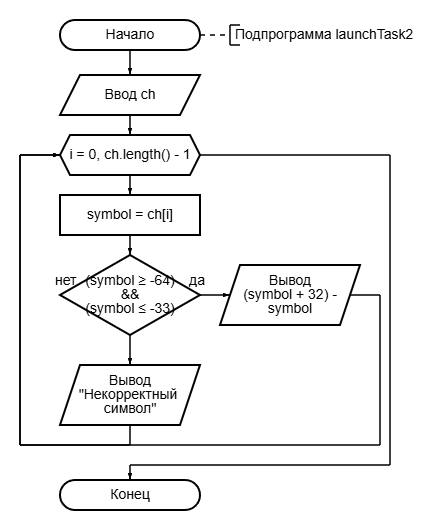 Начало
Подпрограмма launchTask2
Ввод ch
i = 0, ch.length() - 1
symbol = ch[i]
нет
(symbol ≥ -64)
&&
(symbol ≤ -33)
да
Вывод
(symbol + 32) -
symbol
Вывод
"Некорректный
символ"
Конец